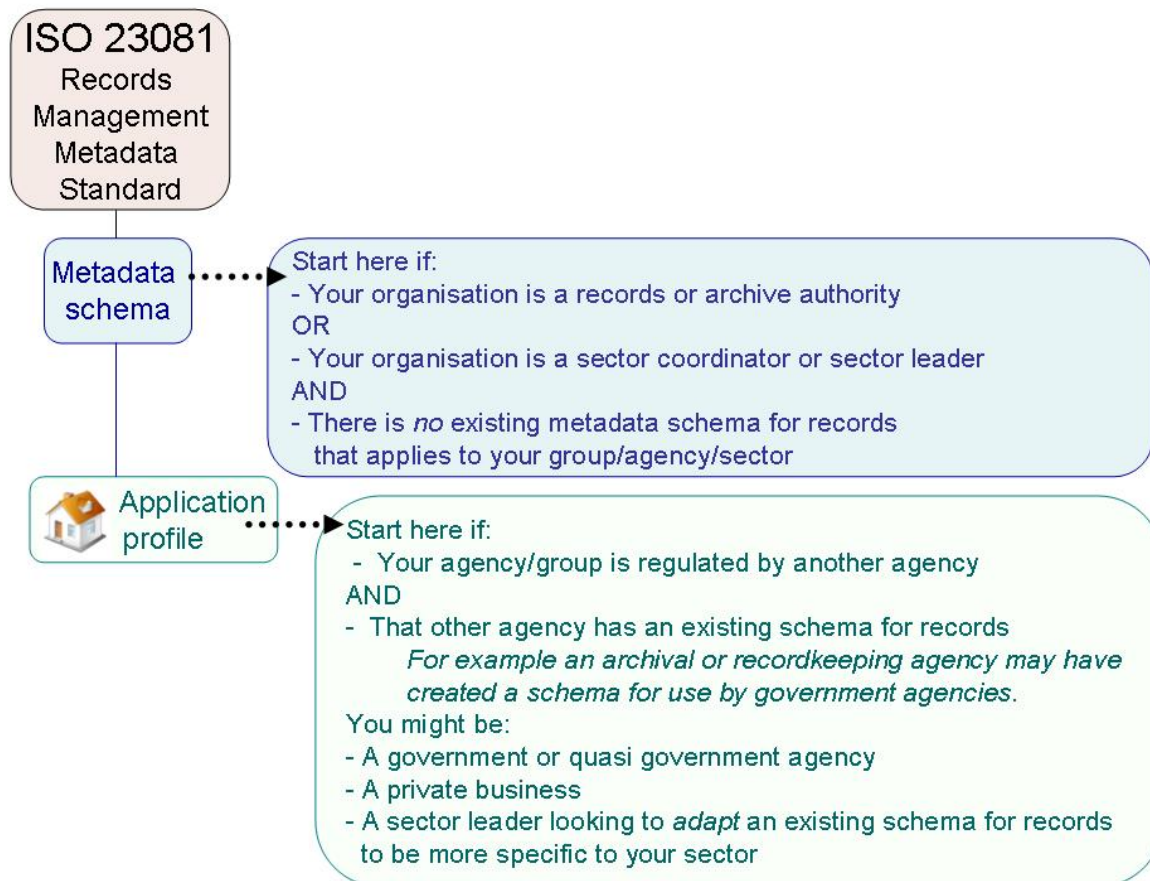 ISO 23081
Records
Management
Metadata
Standard
Metadata
schema
Start here if:
- Your organisation is a records or archive authority
OR
- Your organisation is a sector coordinator or sector leader
AND
- There is no existing metadata schema for records
that applies to your group/agency/sector
Application
profile
Start here if:
- Your agency/group is regulated by another agency
AND
- That other agency has an existing schema for records
For example an archival or recordkeeping agency may have
created a schema for use by government agencies.
You might be:
- A government or quasi government agency
- A private business
- A sector leader looking to adapt an existing schema for records
to be more specific to your sector